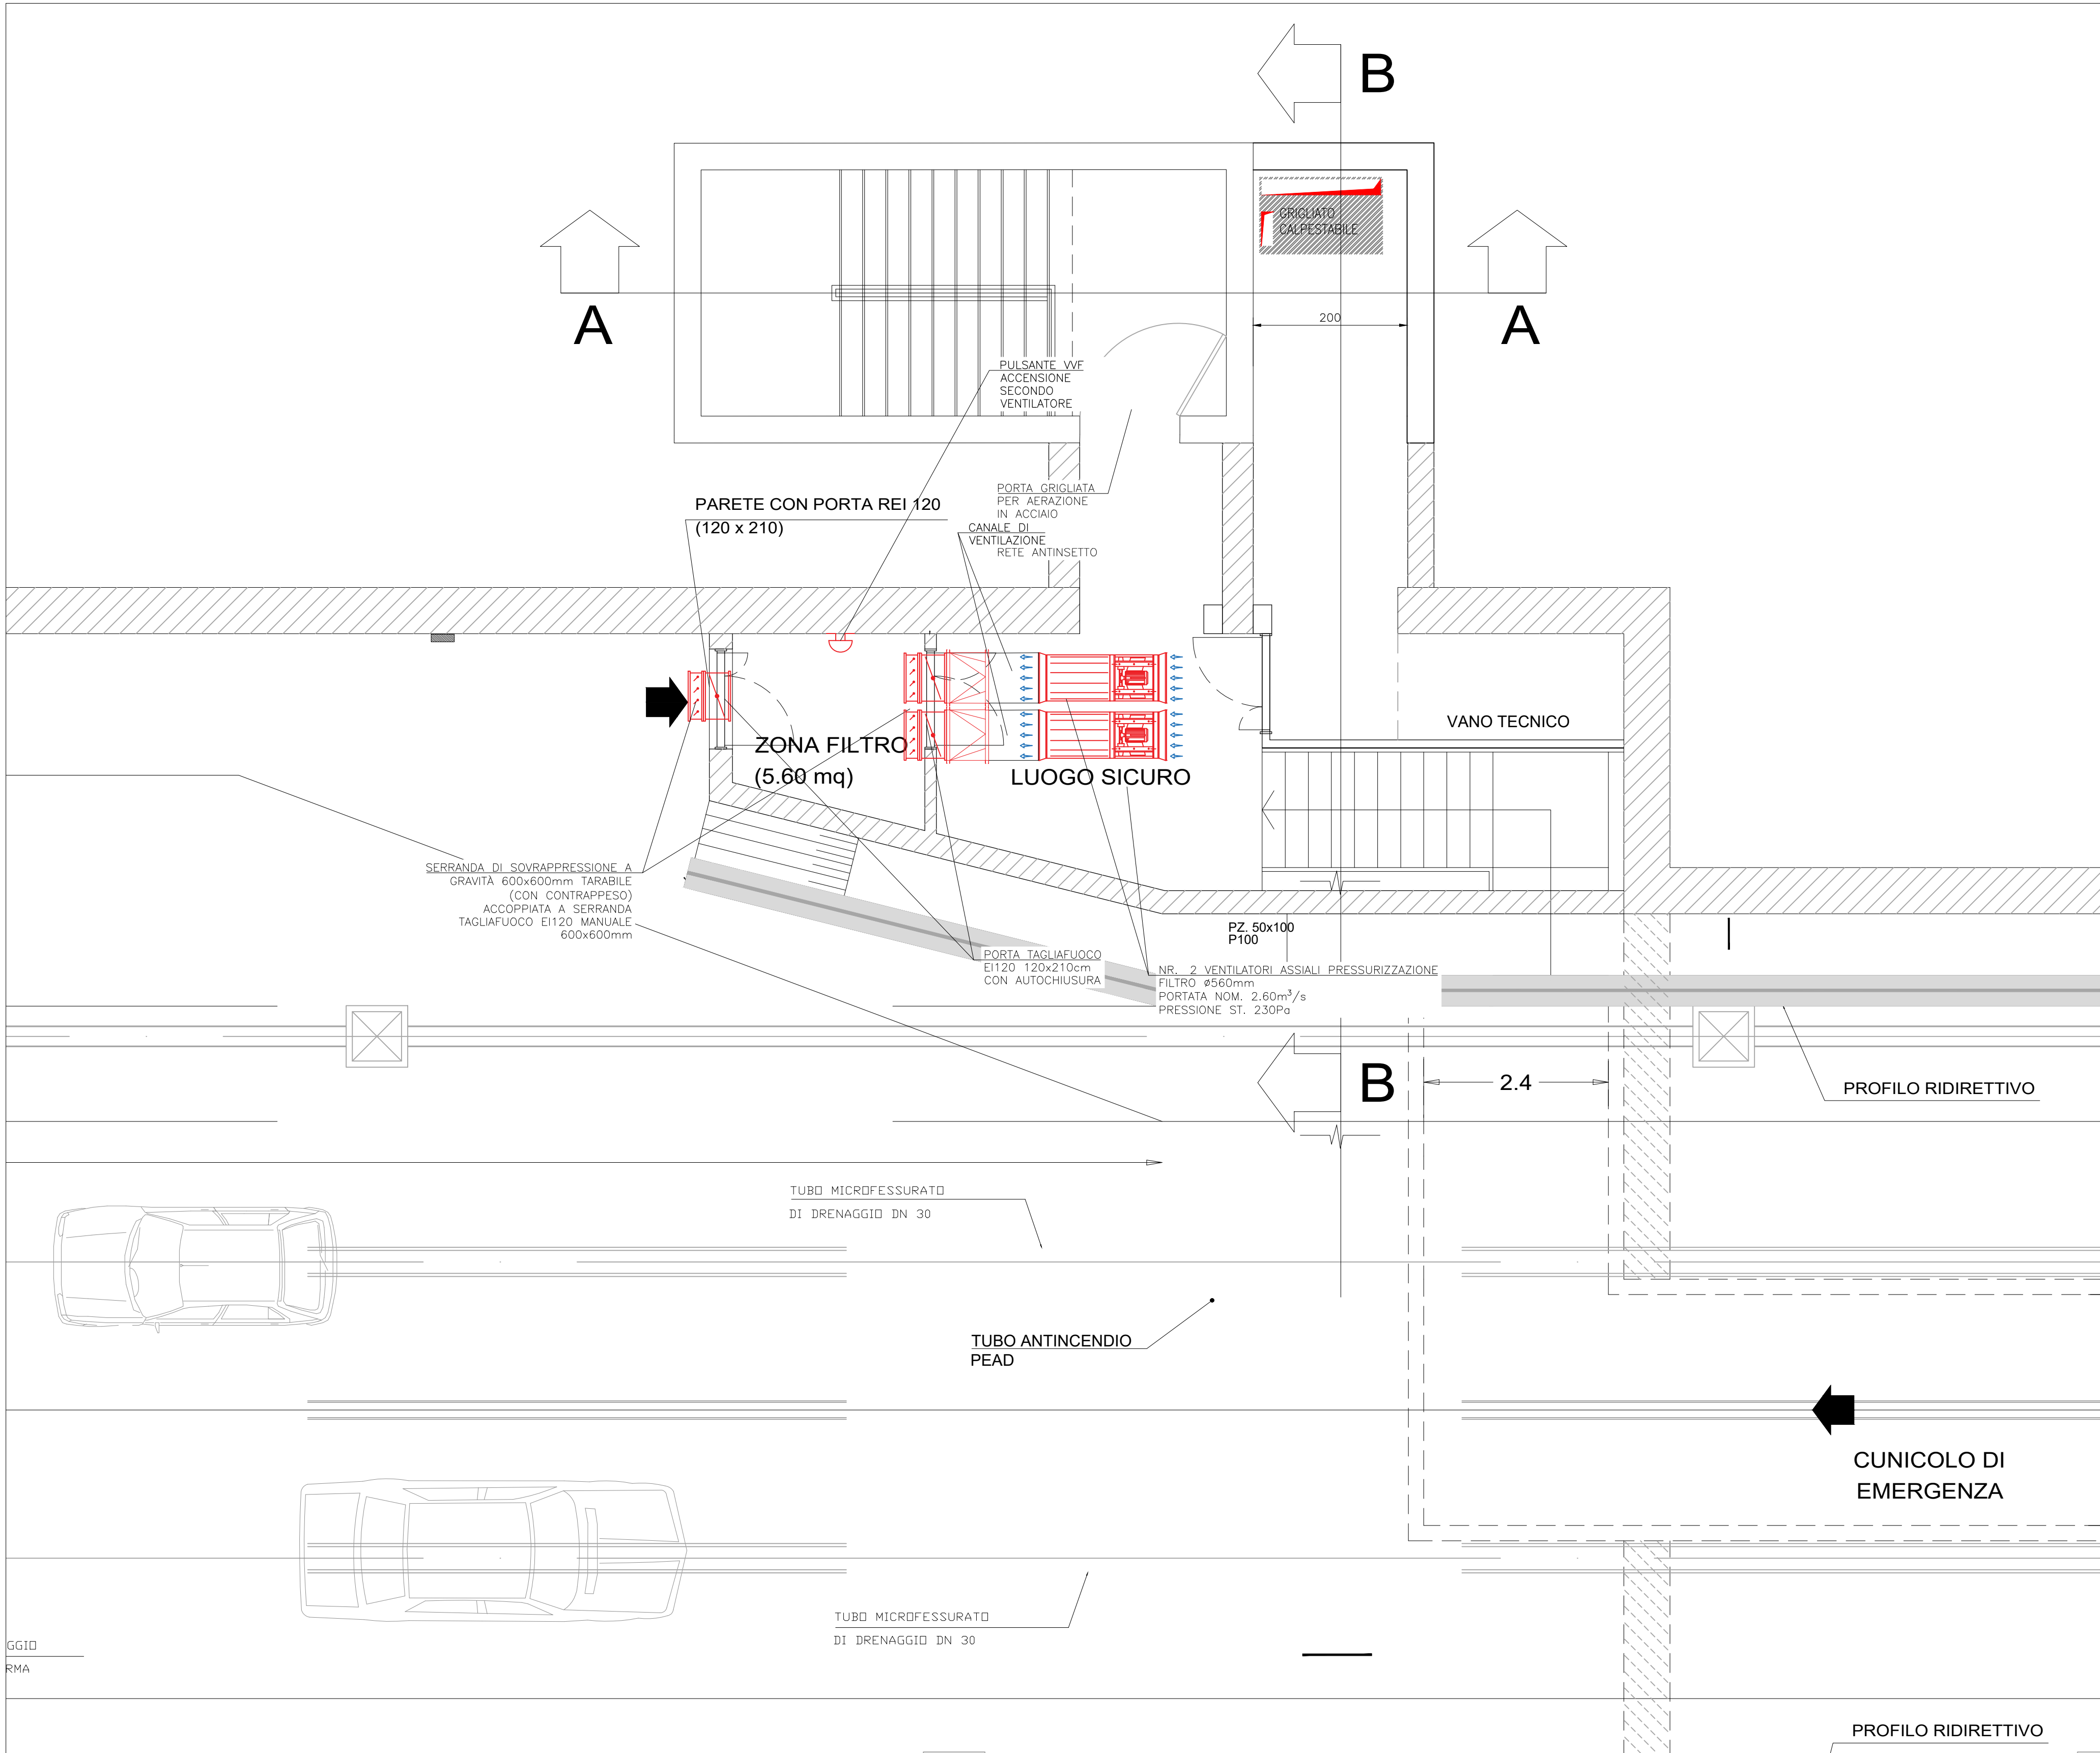 B
GRIGLIATO
CALPESTABILE
A
A
200
PULSANTE VVF
ACCENSIONE
SECONDO
VENTILATORE
PORTA GRIGLIATA
PER AERAZIONE
IN ACCIAIO
PARETE CON PORTA REI 120
(120 x 210)
CANALE DI
VENTILAZIONE
RETE ANTINSETTO
VANO TECNICO
ZONA FILTRO
(5.60 mq)
LUOGO SICURO
SERRANDA DI SOVRAPPRESSIONE A
GRAVITÀ 600x600mm TARABILE
(CON CONTRAPPESO)
ACCOPPIATA A SERRANDA
TAGLIAFUOCO EI120 MANUALE
600x600mm
PZ. 50x100
P100
PORTA TAGLIAFUOCO
EI120 120x210cm
CON AUTOCHIUSURA
NR. 2 VENTILATORI ASSIALI PRESSURIZZAZIONE
FILTRO ø560mm
PORTATA NOM. 2.60m³/s
PRESSIONE ST. 230Pa
B
2.4
PROFILO RIDIRETTIVO
TUBO MICROFESSURATO
DI DRENAGGIO DN 30
TUBO ANTINCENDIO
PEAD
CUNICOLO DI
EMERGENZA
TUBO MICROFESSURATO
DI DRENAGGIO DN 30
GGIO
RMA
PROFILO RIDIRETTIVO